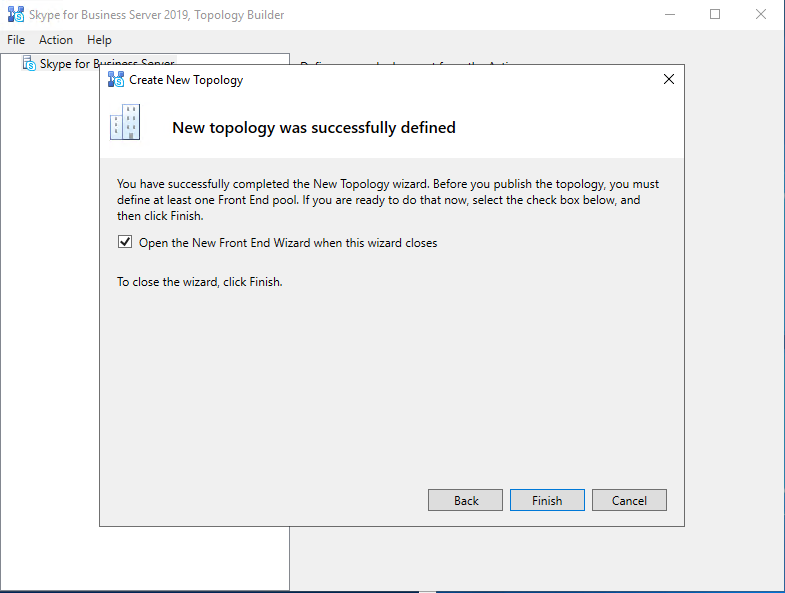 Skype for Business Server 2019, Topology Builder
File Action Help
Skype for Business Server
Create New Topology
New topology was successfully defined
You have successfully completed the New Topology wizard. Before you publish the topology, you must
define at least one Front End pool. If you are ready to do that now, select the check box below, and
then click Finish.
Open the New Front End Wizard when this wizard closes
To close the wizard, click Finish.
Back Finish Cancel